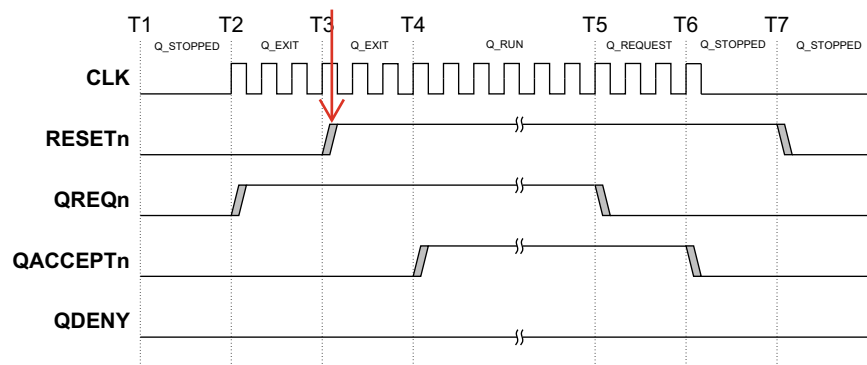 T1 T2 T3 T4 T5 T6 T7
Q_STOPPED Q_EXIT Q_EXIT Q_RUN Q_REQUEST Q_STOPPED Q_STOPPED
CLK
RESETn
QREQn
QACCEPTn
QDENY